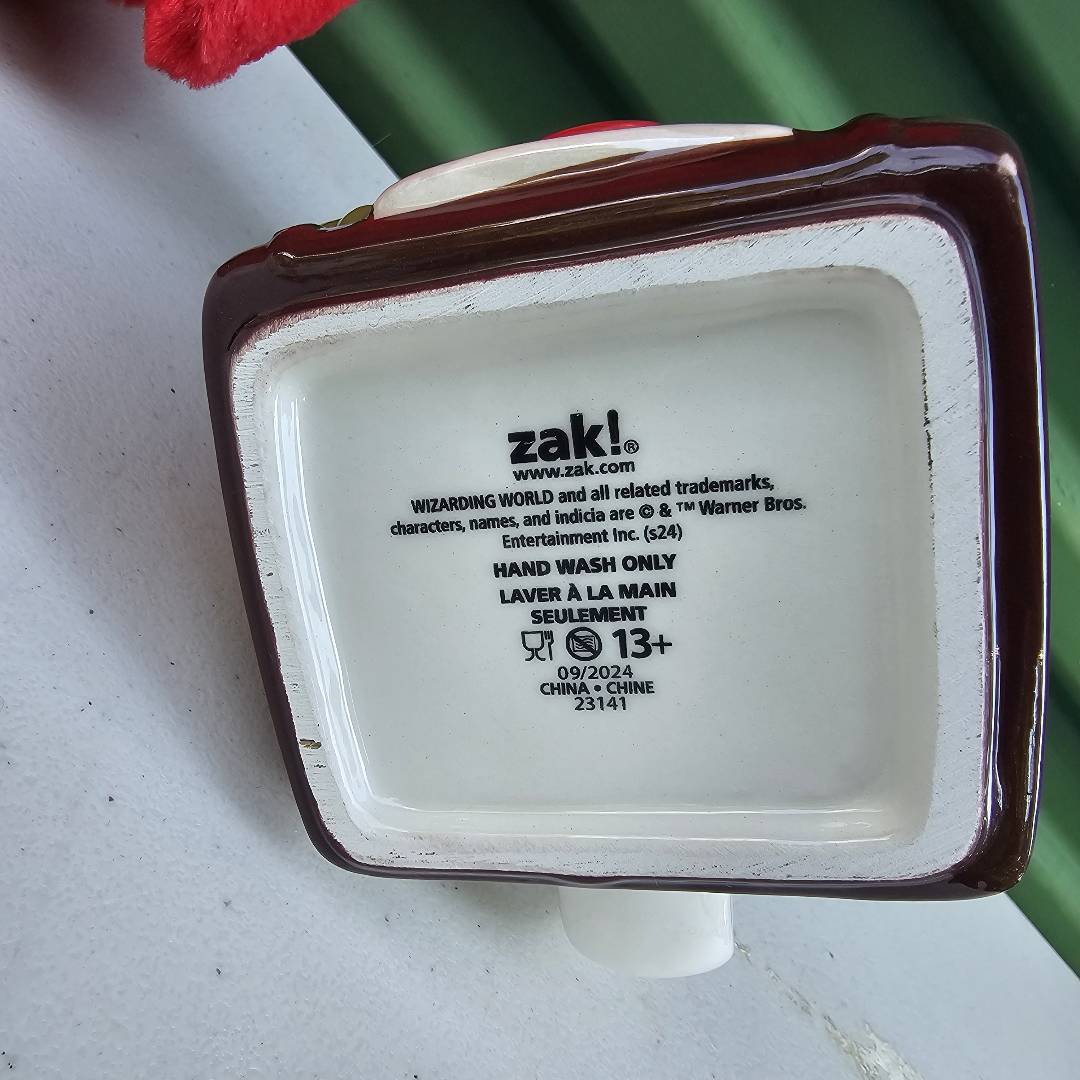 zak!®
www.zak.com
WIZARDING WORLD and all related trademarks,
characters, names, and indicia are © & ™ Warner Bros.
Entertainment Inc. (s24)
HAND WASH ONLY
LAVER À LA MAIN
SEULEMENT
13+
09/2024
CHINA • CHINE
23141